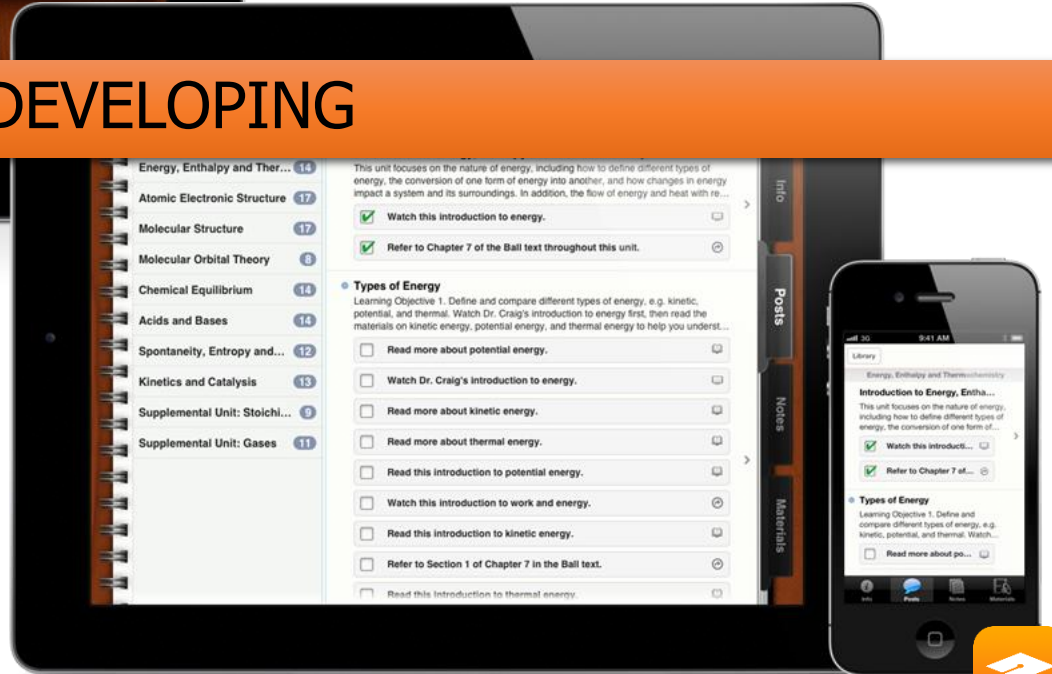 DEVELOPING
Energy, Enthalpy and Ther... 14
Atomic Electronic Structure 17
Molecular Structure 17
Molecular Orbital Theory 8
Chemical Equilibrium 14
Acids and Bases 14
Spontaneity, Entropy and... 12
Kinetics and Catalysis 13
Supplemental Unit: Stoichi... 9
Supplemental Unit: Gases 11
This unit focuses on the nature of energy, including how to define different types of
energy, the conversion of one form of energy into another, and how changes in energy
impact a system and its surroundings. In addition, the flow of energy and heat with re...
Watch this introduction to energy.
Refer to Chapter 7 of the Ball text throughout this unit.
Types of Energy
Learning Objective 1. Define and compare different types of energy, e.g. kinetic,
potential, and thermal. Watch Dr. Craig's introduction to energy first, then read the
materials on kinetic energy, potential energy, and thermal energy to help you underst...
Read more about potential energy.
Watch Dr. Craig's introduction to energy.
Read more about kinetic energy.
Read more about thermal energy.
Read this introduction to potential energy.
Watch this introduction to work and energy.
Read this introduction to kinetic energy.
Refer to Section 1 of Chapter 7 in the Ball text.
Read this Introduction to thermal energy.
Info
Posts
Notes
Materials
3G 9:41 AM
Library
Energy, Enthalpy and Thermochemistry
Introduction to Energy, Entha...
This unit focuses on the nature of energy,
including how to define different types of
energy, the conversion of one form of...
Watch this introducti...
Refer to Chapter 7 of...
Types of Energy
Learning Objective 1. Define and
compare different types of energy, e.g.
kinetic, potential, and thermal. Watch...
Read more about po...
Info Posts Notes Materials